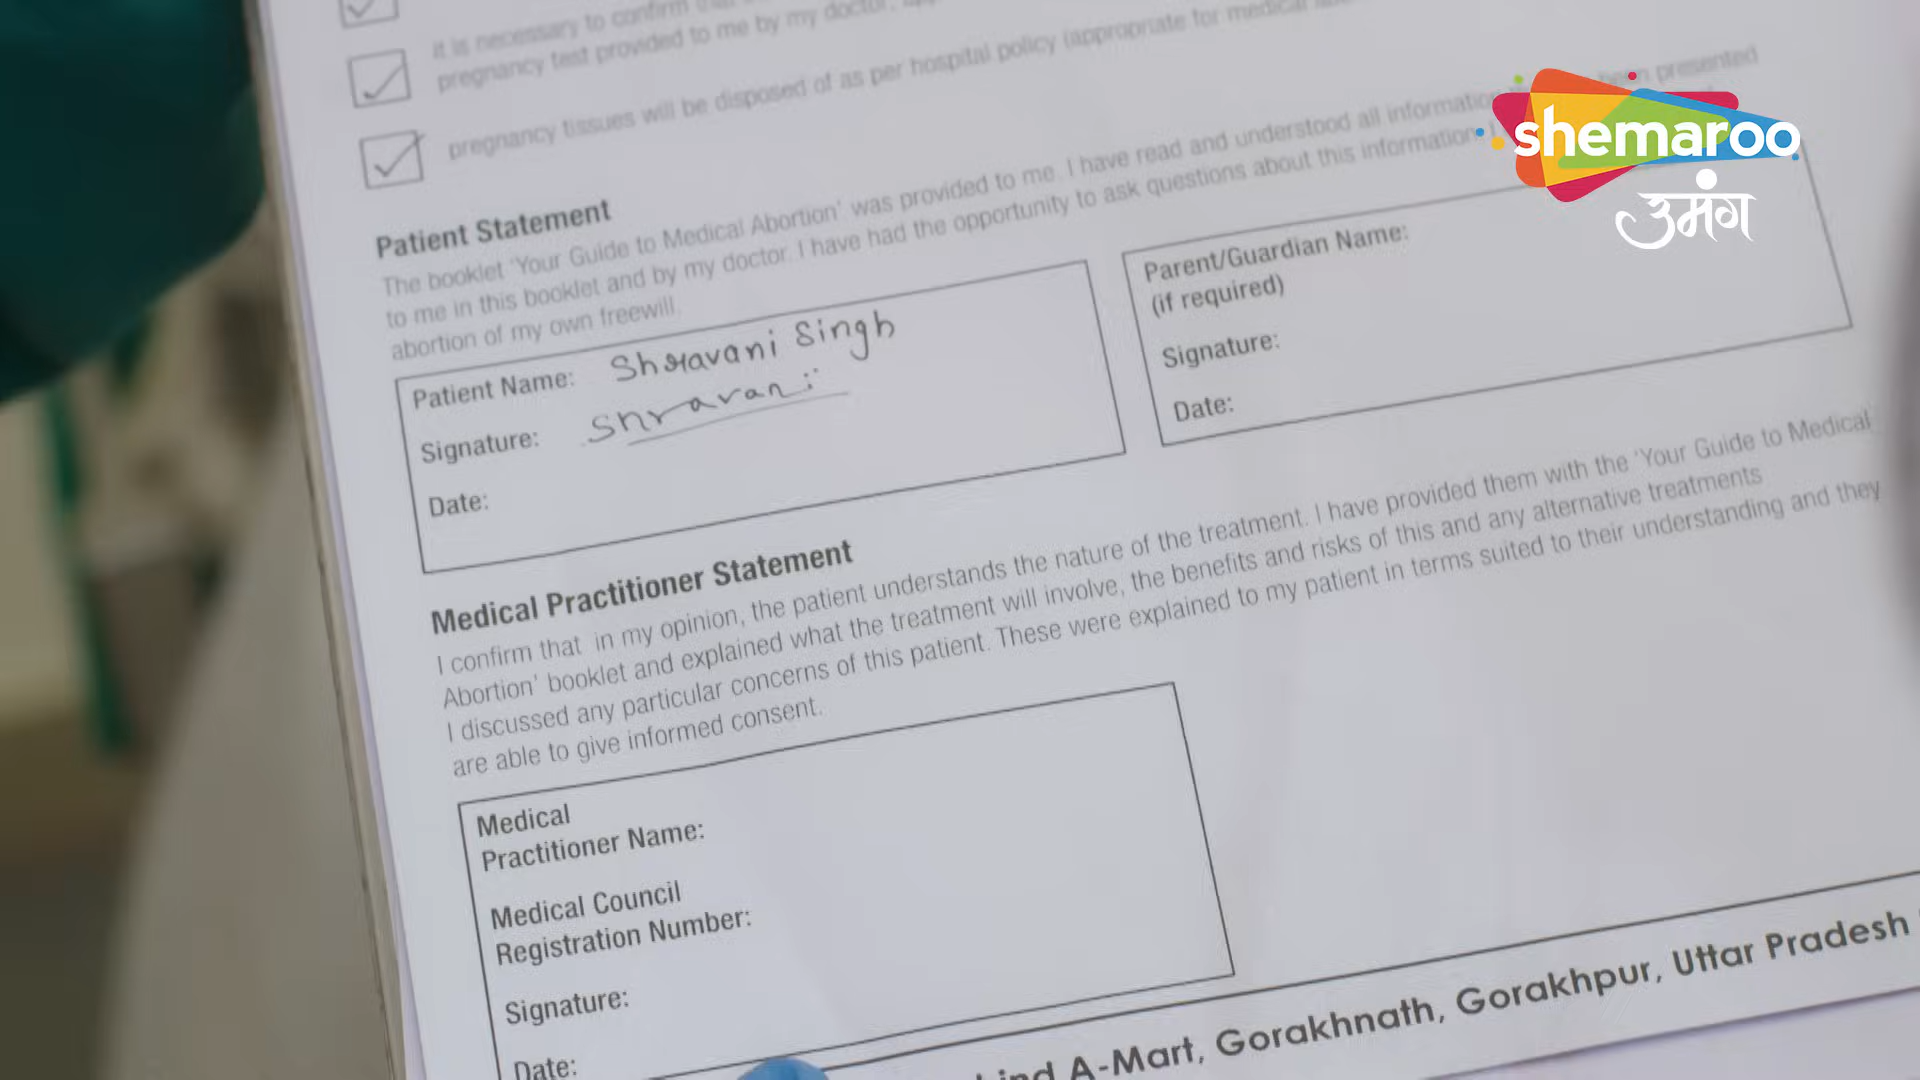 it is necessary to confirm that
pregnancy test provided to me by my doctor,
pregnancy tissues will be disposed of as per hospital policy (appropriate for medical
Patient Statement
The booklet 'Your Guide to Medical Abortion' was provided to me. I have read and understood all information been presented
to me in this booklet and by my doctor. I have had the opportunity to ask questions about this information. I
abortion of my own freewill.
Patient Name: Shravani Singh
Signature: Shravani
Date:
Parent/Guardian Name:
(if required)
Signature:
Date:
Medical Practitioner Statement
I confirm that in my opinion, the patient understands the nature of the treatment. I have provided them with the 'Your Guide to Medical
Abortion' booklet and explained what the treatment will involve, the benefits and risks of this and any alternative treatments
I discussed any particular concerns of this patient. These were explained to my patient in terms suited to their understanding and they
are able to give informed consent.
Medical
Practitioner Name:
Medical Council
Registration Number:
Signature:
Date:
A-Mart, Gorakhnath, Gorakhpur, Uttar Pradesh
shemaroo
उमंग